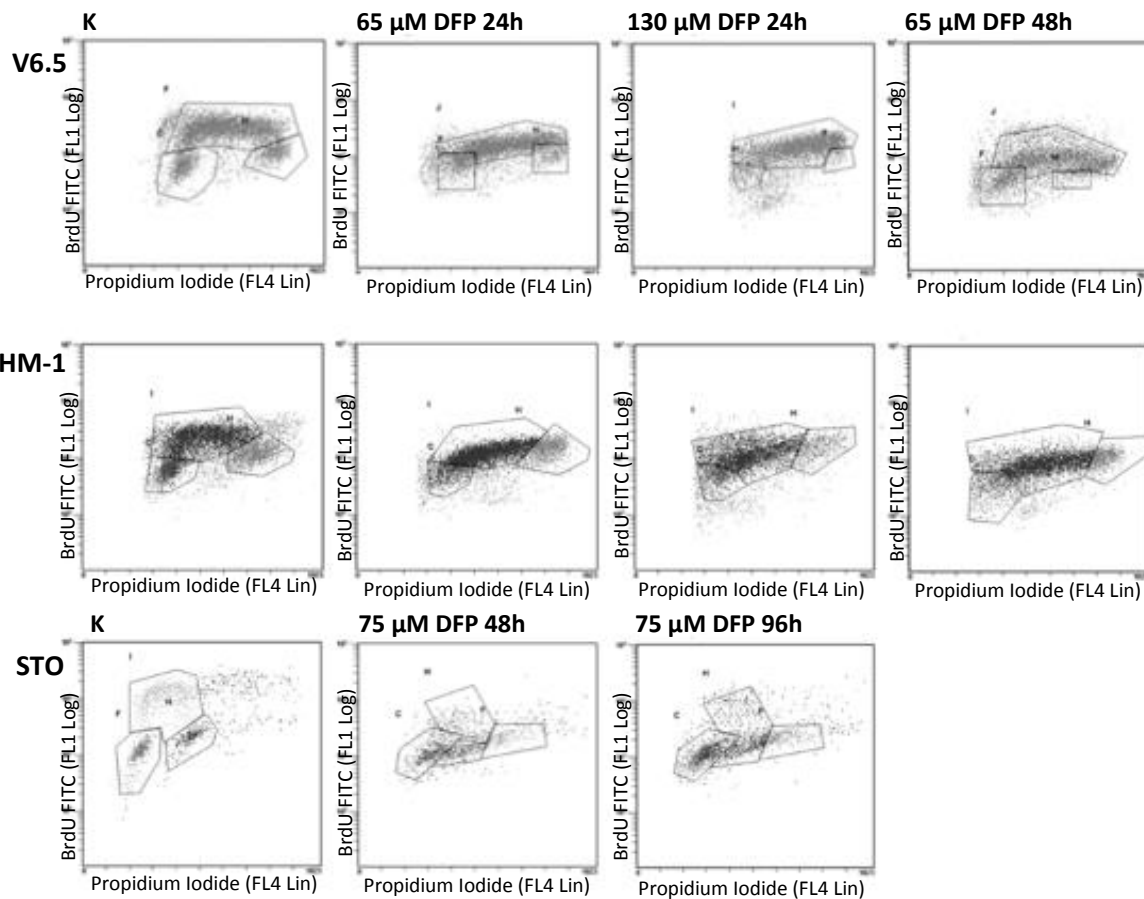 K 65 µM DFP 24h 130 µM DFP 24h 65 µM DFP 48h
V6.5
BrdU FITC (FL1 Log) BrdU FITC (FL1 Log) BrdU FITC (FL1 Log) BrdU FITC (FL1 Log)
Propidium Iodide (FL4 Lin) Propidium Iodide (FL4 Lin) Propidium Iodide (FL4 Lin) Propidium Iodide (FL4 Lin)
HM-1
BrdU FITC (FL1 Log) BrdU FITC (FL1 Log) BrdU FITC (FL1 Log) BrdU FITC (FL1 Log)
Propidium Iodide (FL4 Lin) Propidium Iodide (FL4 Lin) Propidium Iodide (FL4 Lin) Propidium Iodide (FL4 Lin)
K 75 µM DFP 48h 75 µM DFP 96h
STO
BrdU FITC (FL1 Log) BrdU FITC (FL1 Log) BrdU FITC (FL1 Log)
Propidium Iodide (FL4 Lin) Propidium Iodide (FL4 Lin) Propidium Iodide (FL4 Lin)